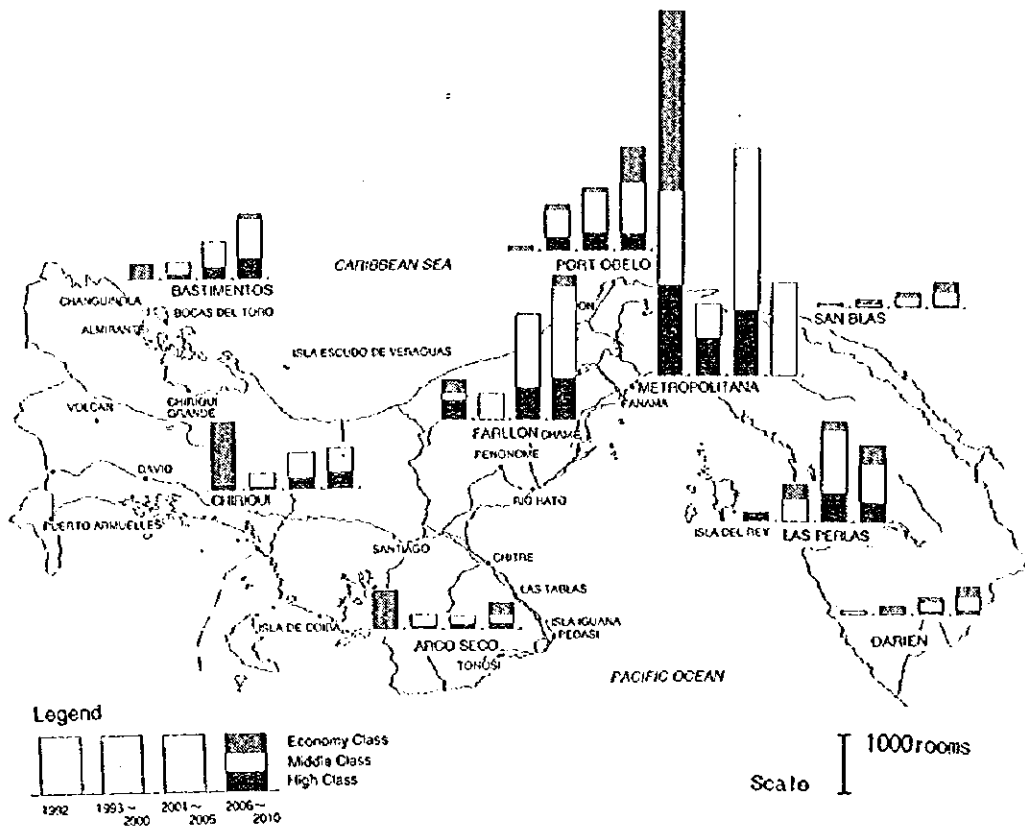 CARIBBEAN SEA
PORT OBELO
BASTIMENTOS
CHANGUINOLA
BOCAS DEL TORO
ALMIRANTE
SAN BLAS
ISLA ESCUDO DE VERAGUAS
METROPOLITANA
PANAMA
CHIRIQUI
GRANDE
VOLCAN
FARLLON
CHAME
PENONOME
DAVID
CHIRIQUI
RIO HATO
PUERTO ARMUELLES
ISLA DEL REY
LAS PERLAS
SANTIAGO
CHITRE
LAS TABLAS
ISLA DE COIBA
ISLA IGUANA
PEDASI
ARCO SECO
TONOSI
DARIEN
PACIFIC OCEAN
Legend
Economy Class
Middle Class
High Class
1992
1993~
2000
2001~
2005
2006~
2010
1000rooms
Scale